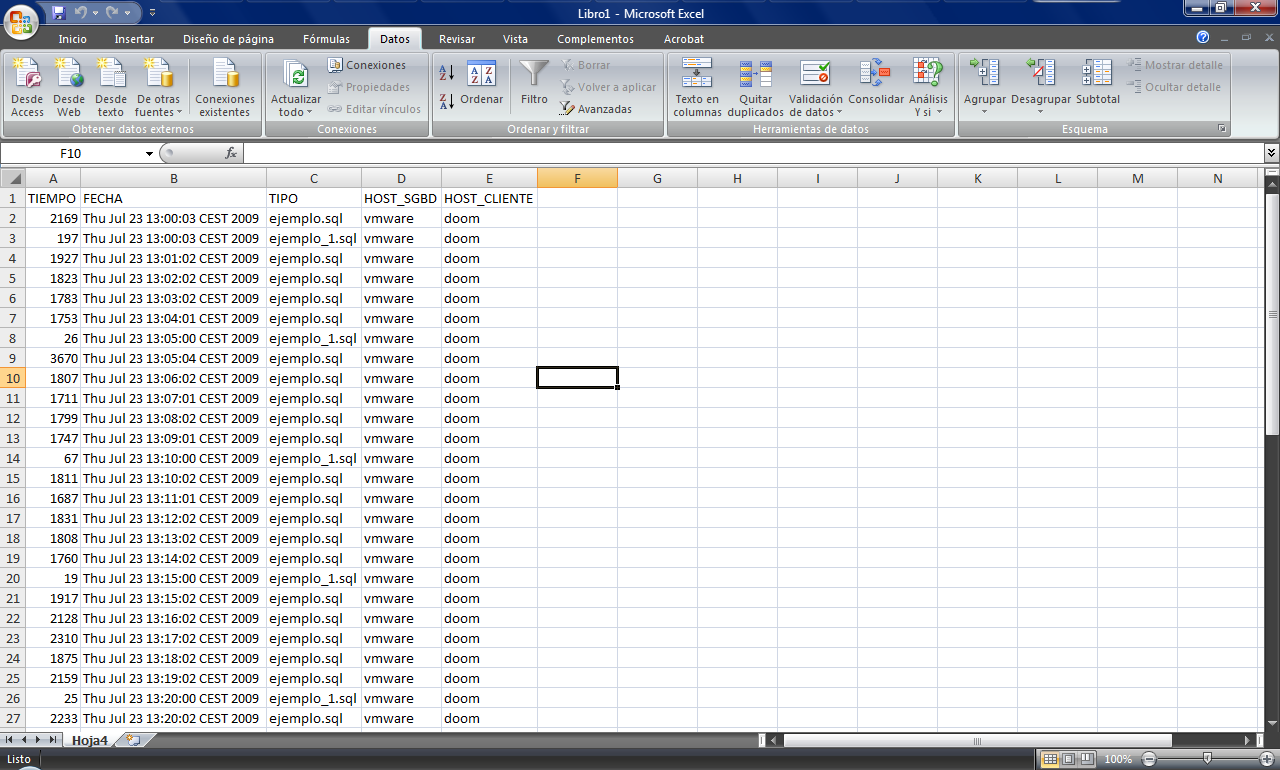 Libro1 - Microsoft Excel
Inicio Insertar Diseño de página Fórmulas Datos Revisar Vista Complementos Acrobat
Desde Access Desde Web Desde texto De otras fuentes Conexiones existentes
Obtener datos externos
Actualizar todo Conexiones Propiedades Editar vínculos
Conexiones
Ordenar Filtro Borrar Volver a aplicar Avanzadas
Ordenar y filtrar
Texto en columnas Quitar duplicados Validación de datos Consolidar Análisis Y si
Herramientas de datos
Agrupar Desagrupar Subtotal Mostrar detalle Ocultar detalle
Esquema
F10 fx
A B C D E F G H I J K L M N
1 TIEMPO FECHA TIPO HOST_SGBD HOST_CLIENTE
2 2169 Thu Jul 23 13:00:03 CEST 2009 ejemplo.sql vmware doom
3 197 Thu Jul 23 13:00:03 CEST 2009 ejemplo_1.sql vmware doom
4 1927 Thu Jul 23 13:01:02 CEST 2009 ejemplo.sql vmware doom
5 1823 Thu Jul 23 13:02:02 CEST 2009 ejemplo.sql vmware doom
6 1783 Thu Jul 23 13:03:02 CEST 2009 ejemplo.sql vmware doom
7 1753 Thu Jul 23 13:04:01 CEST 2009 ejemplo.sql vmware doom
8 26 Thu Jul 23 13:05:00 CEST 2009 ejemplo_1.sql vmware doom
9 3670 Thu Jul 23 13:05:04 CEST 2009 ejemplo.sql vmware doom
10 1807 Thu Jul 23 13:06:02 CEST 2009 ejemplo.sql vmware doom
11 1711 Thu Jul 23 13:07:01 CEST 2009 ejemplo.sql vmware doom
12 1799 Thu Jul 23 13:08:02 CEST 2009 ejemplo.sql vmware doom
13 1747 Thu Jul 23 13:09:01 CEST 2009 ejemplo.sql vmware doom
14 67 Thu Jul 23 13:10:00 CEST 2009 ejemplo_1.sql vmware doom
15 1811 Thu Jul 23 13:10:02 CEST 2009 ejemplo.sql vmware doom
16 1687 Thu Jul 23 13:11:01 CEST 2009 ejemplo.sql vmware doom
17 1831 Thu Jul 23 13:12:02 CEST 2009 ejemplo.sql vmware doom
18 1808 Thu Jul 23 13:13:02 CEST 2009 ejemplo.sql vmware doom
19 1760 Thu Jul 23 13:14:02 CEST 2009 ejemplo.sql vmware doom
20 19 Thu Jul 23 13:15:00 CEST 2009 ejemplo_1.sql vmware doom
21 1917 Thu Jul 23 13:15:02 CEST 2009 ejemplo.sql vmware doom
22 2128 Thu Jul 23 13:16:02 CEST 2009 ejemplo.sql vmware doom
23 2310 Thu Jul 23 13:17:02 CEST 2009 ejemplo.sql vmware doom
24 1875 Thu Jul 23 13:18:02 CEST 2009 ejemplo.sql vmware doom
25 2159 Thu Jul 23 13:19:02 CEST 2009 ejemplo.sql vmware doom
26 25 Thu Jul 23 13:20:00 CEST 2009 ejemplo_1.sql vmware doom
27 2233 Thu Jul 23 13:20:02 CEST 2009 ejemplo.sql vmware doom
Hoja4
Listo 100%